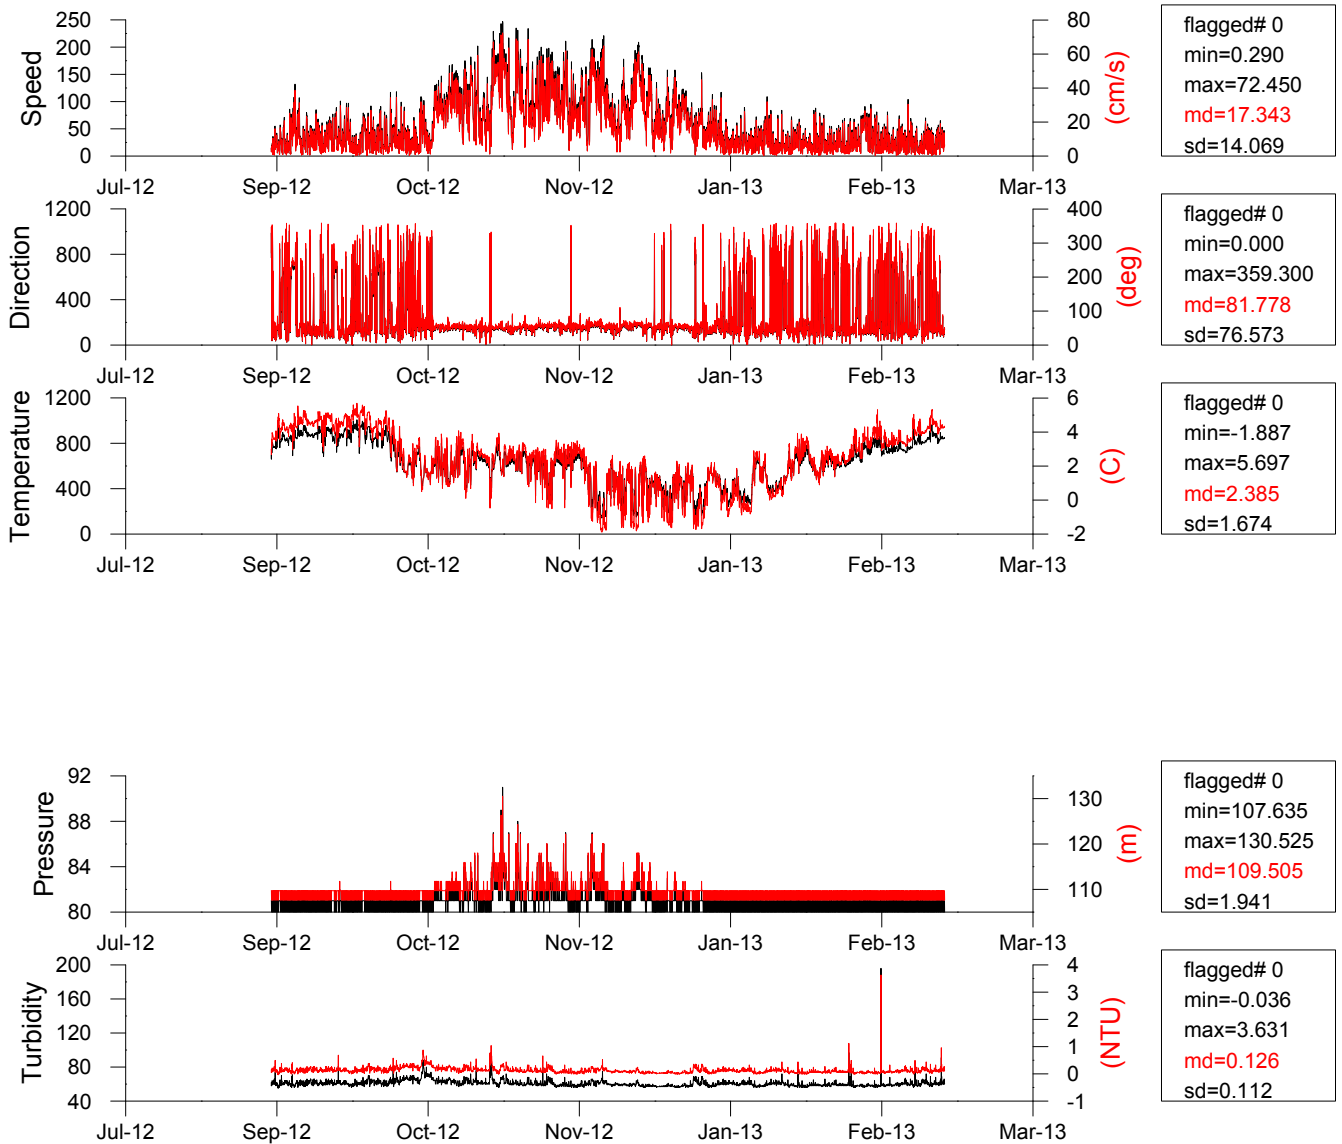 Speed
250
200
150
100
50
0
80
60
40
20
0
(cm/s)
Jul-12 Sep-12 Oct-12 Nov-12 Jan-13 Feb-13 Mar-13
flagged# 0
min=0.290
max=72.450
md=17.343
sd=14.069
Direction
1200
800
400
0
400
300
200
100
0
(deg)
Jul-12 Sep-12 Oct-12 Nov-12 Jan-13 Feb-13 Mar-13
flagged# 0
min=0.000
max=359.300
md=81.778
sd=76.573
Temperature
1200
800
400
0
6
4
2
0
-2
(C)
Jul-12 Sep-12 Oct-12 Nov-12 Jan-13 Feb-13 Mar-13
flagged# 0
min=-1.887
max=5.697
md=2.385
sd=1.674
Pressure
92
88
84
80
130
120
110
(m)
Jul-12 Sep-12 Oct-12 Nov-12 Jan-13 Feb-13 Mar-13
flagged# 0
min=107.635
max=130.525
md=109.505
sd=1.941
Turbidity
200
160
120
80
40
4
3
2
1
0
-1
(NTU)
Jul-12 Sep-12 Oct-12 Nov-12 Jan-13 Feb-13 Mar-13
flagged# 0
min=-0.036
max=3.631
md=0.126
sd=0.112